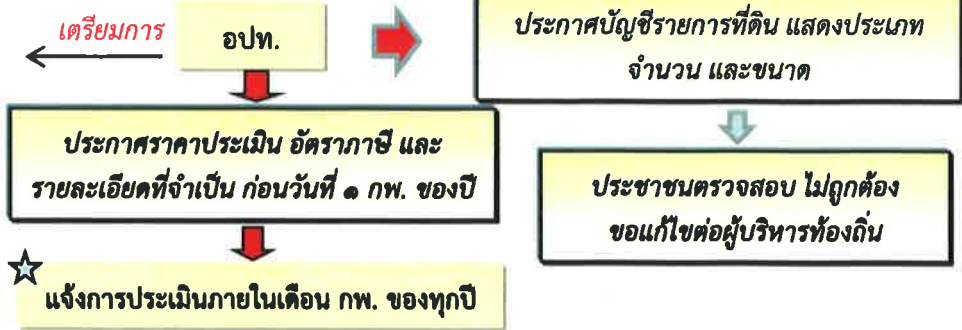 เตรียมการ
อปท.
ประกาศบัญชีรายการที่ดิน แสดงประเภท
จำนวน และขนาด
ประกาศราคาประเมิน อัตราภาษี และ
รายละเอียดที่จำเป็น ก่อนวันที่ ๑ กพ. ของปี
ประชาชนตรวจสอบ ไม่ถูกต้อง
ขอแก้ไขต่อผู้บริหารท้องถิ่น
แจ้งการประเมินภายในเดือน กพ. ของทุกปี